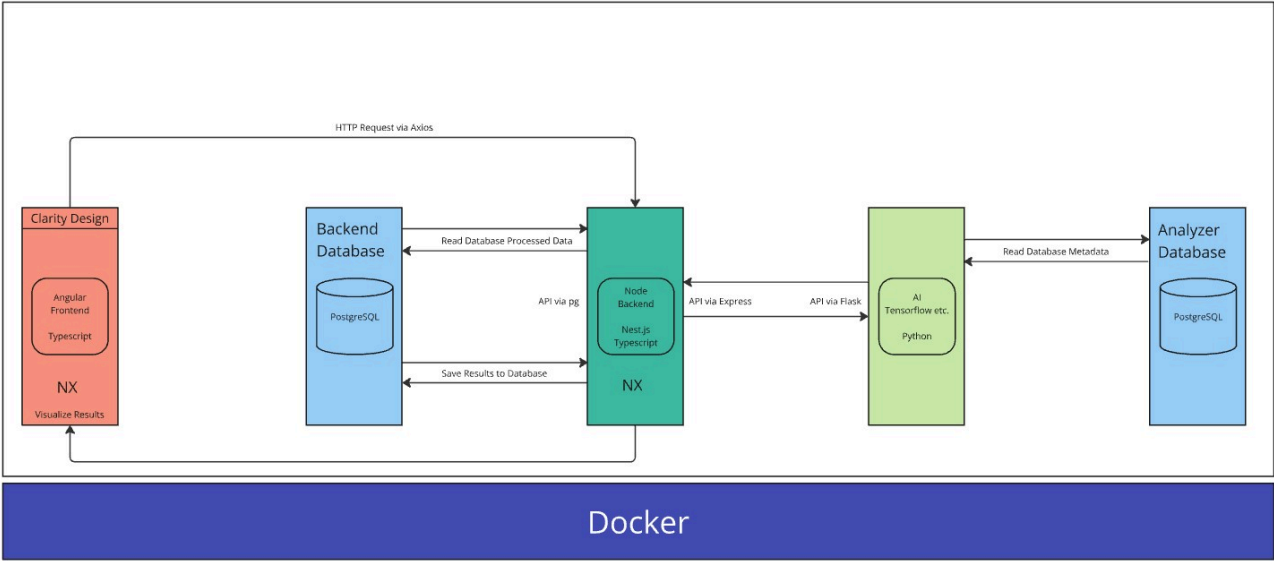 HTTP Request via Axios
Clarity Design
Angular
Frontend
Typescript
NX
Visualize Results
Backend
Database
PostgreSQL
Read Database Processed Data
API via pg
Save Results to Database
Node
Backend
Nest.js
Typescript
NX
API via Express
API via Flask
AI
Tensorflow etc.
Python
Read Database Metadata
Analyzer
Database
PostgreSQL
Docker